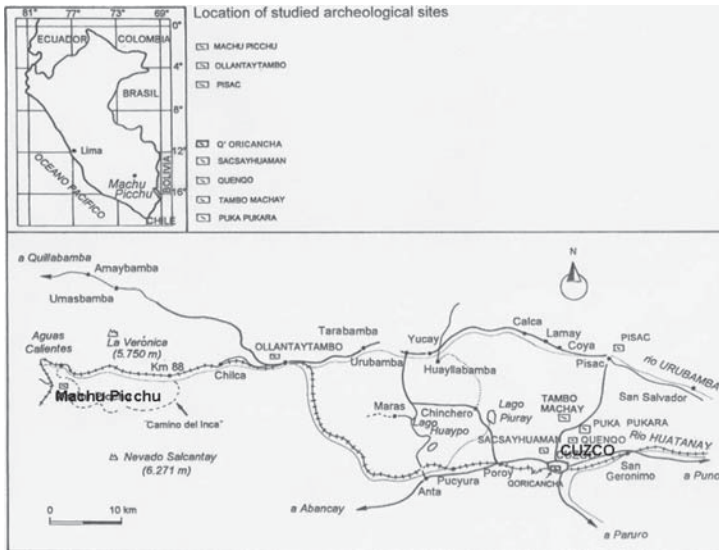 Location of studied archeological sites
81° 77° 73° 69°
0°
4°
8°
12°
16°
ECUADOR
COLOMBIA
BRASIL
BOLIVIA
CHILE
OCEANO PACIFICO
Lima
Machu
Picchu
MACHU PICCHU
OLLANTAYTAMBO
PISAC
Q' ORICANCHA
SACSAYHUAMAN
QUENQO
TAMBO MACHAY
PUKA PUKARA
a Quillabamba
Amaybamba
Umasbamba
N
La Verónica
(5.750 m)
Aguas
Calientes
Km 88
Chilca
OLLANTAYTAMBO
Tarabamba
Urubamba
Yucay
Huayllabamba
Calca
Lamay
Coya
PISAC
Pisac
río URUBAMBA
San Salvador
Machu Picchu
"Camino del Inca"
Nevado Salcantay
(6.271 m)
Maras
Chinchero
Lago
Huaypo
Lago
Piuray
TAMBO
MACHAY
PUKA PUKARA
QUENQO
SACSAYHUAMAN
CUZCO
Río HUATANAY
QORICANCHA
Poroy
Pucyura
Anta
San
Geronimo
a Puno
a Abancay
a Paruro
0 10 km